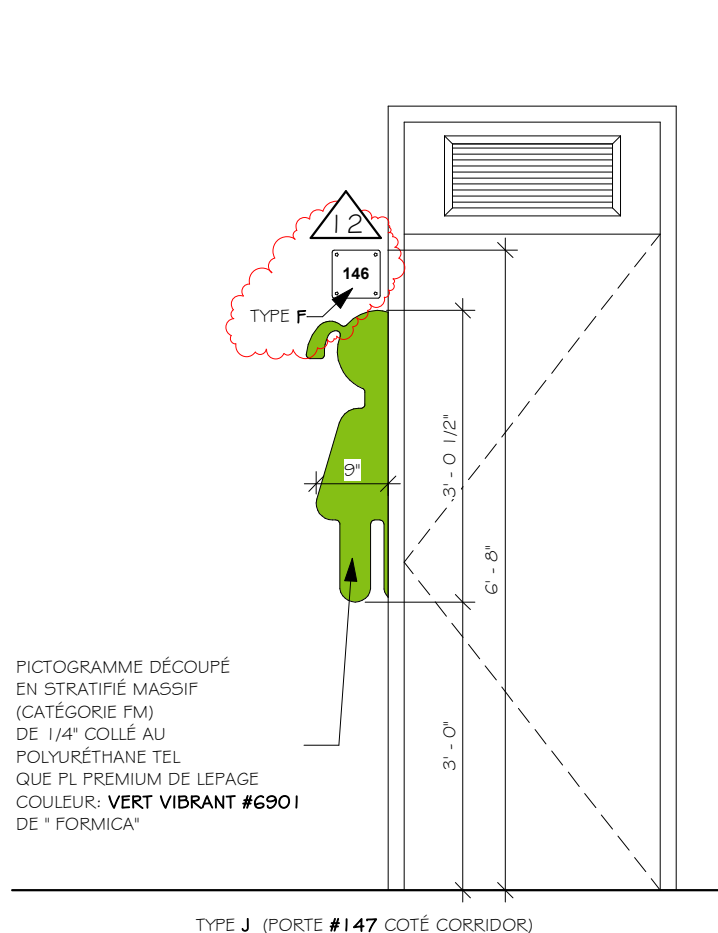 12
146
TYPE F
9"
3' - 0 1/2"
6' - 8"
3' - 0"
PICTOGRAMME DÉCOUPÉ
EN STRATIFIÉ MASSIF
(CATÉGORIE FM)
DE 1/4" COLLÉ AU
POLYURÉTHANE TEL
QUE PL PREMIUM DE LEPAGE
COULEUR: VERT VIBRANT #6901
DE " FORMICA"
TYPE J (PORTE #147 COTÉ CORRIDOR)